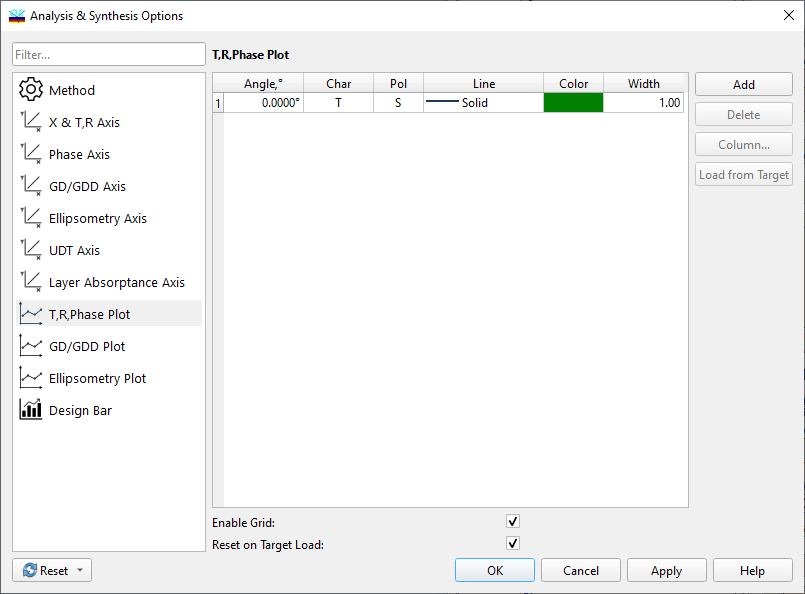 Analysis & Synthesis Options
Filter...
Method
X & T,R Axis
Phase Axis
GD/GDD Axis
Ellipsometry Axis
UDT Axis
Layer Absorptance Axis
T,R,Phase Plot
GD/GDD Plot
Ellipsometry Plot
Design Bar
T,R,Phase Plot
Angle,° Char Pol Line Color Width
1 0.0000° T S Solid 1.00
Add
Delete
Column...
Load from Target
Enable Grid:
Reset on Target Load:
Reset OK Cancel Apply Help